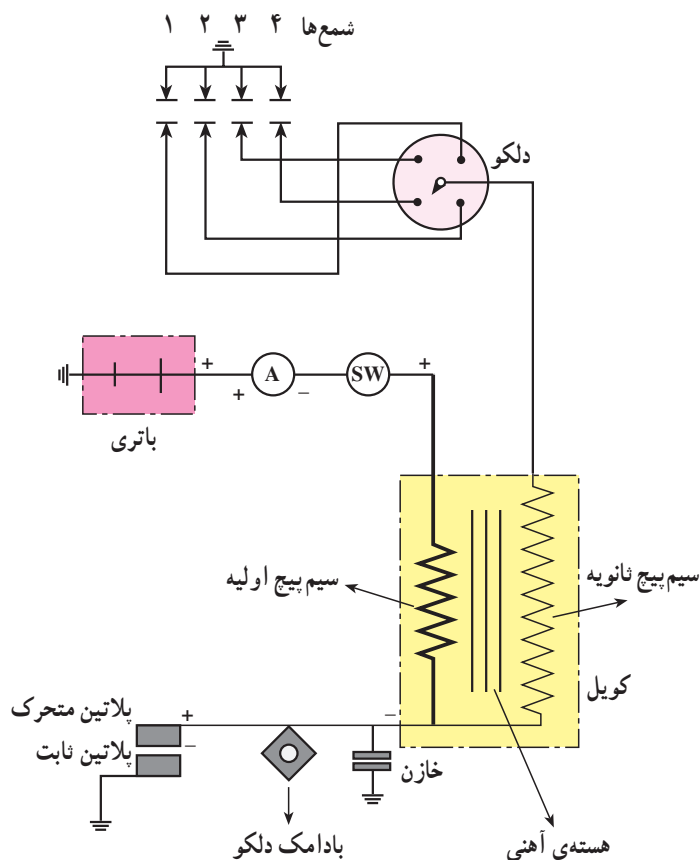 شمع‌ها ۴ ۳ ۲ ۱
دلکو
+ + A − SW +
باتری
سیم‌پیچ اولیه
سیم‌پیچ ثانویه
کویل
−
+
−
پلاتین متحرک
پلاتین ثابت
خازن
بادامک دلکو
هسته‌ی آهنی